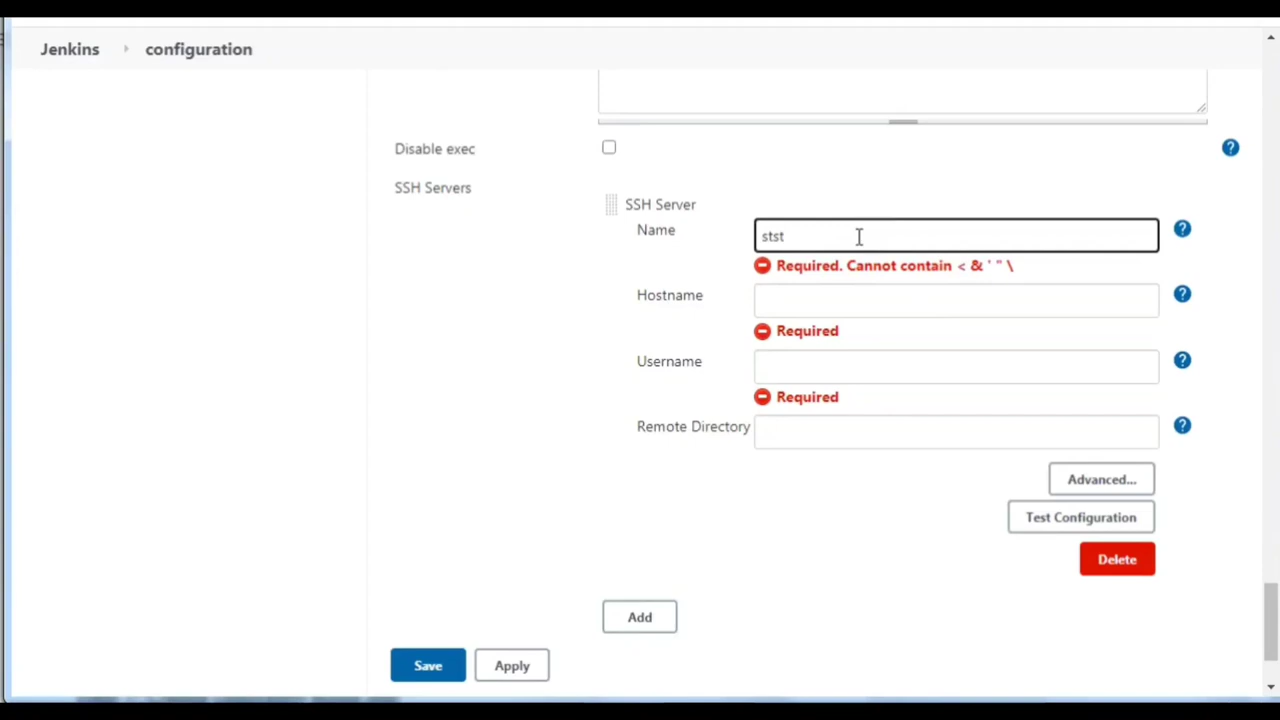 Jenkins configuration
Disable exec
SSH Servers
SSH Server
Name
stst
Required. Cannot contain < & ' " \
Hostname
Required
Username
Required
Remote Directory
Advanced...
Test Configuration
Delete
Add
Save Apply